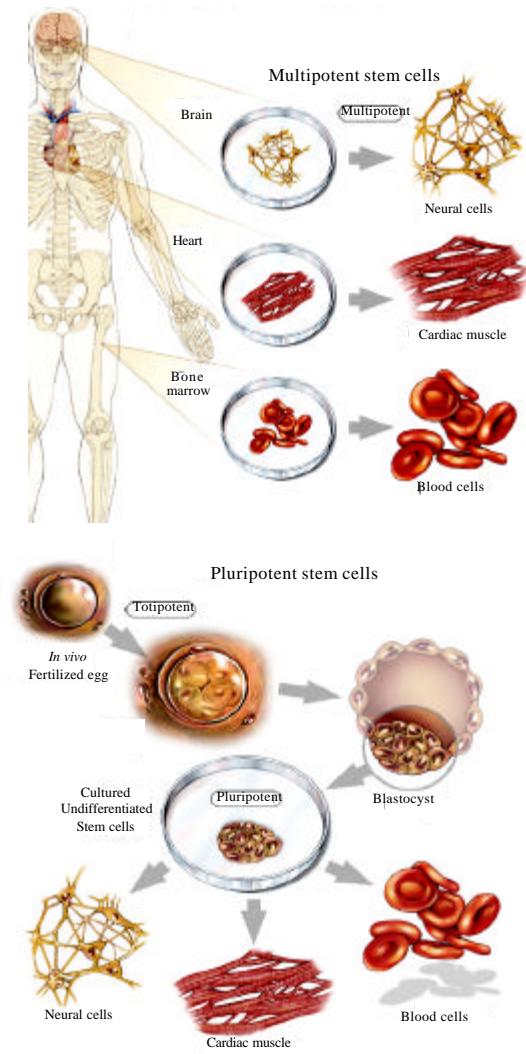 Multipotent stem cells
Brain
Multipotent
Neural cells
Heart
Cardiac muscle
Bone
marrow
Blood cells
Pluripotent stem cells
Totipotent
In vivo
Fertilized egg
Cultured
Undifferentiated
Stem cells
Pluripotent
Blastocyst
Neural cells
Cardiac muscle
Blood cells